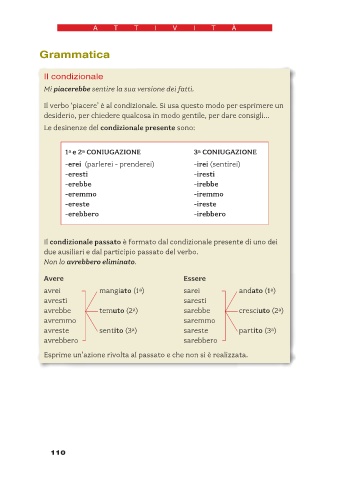 A T T I V I T À
Grammatica
Il condizionale
Mi piacerebbe sentire la sua versione dei fatti.
Il verbo 'piacere' è al condizionale. Si usa questo modo per esprimere un
desiderio, per chiedere qualcosa in modo gentile, per dare consigli...
Le desinenze del condizionale presente sono:
1ª e 2ª CONIUGAZIONE 3ª CONIUGAZIONE
-erei (parlerei - prenderei) -irei (sentirei)
-eresti -iresti
-erebbe -irebbe
-eremmo -iremmo
-ereste -ireste
-erebbero -irebbero
Il condizionale passato è formato dal condizionale presente di uno dei
due ausiliari e dal participio passato del verbo.
Non lo avrebbero eliminato.
Avere Essere
avrei mangiato (1ª) sarei andato (1ª)
avresti saresti
avrebbe temuto (2ª) sarebbe cresciuto (2ª)
avremmo saremmo
avreste sentito (3ª) sareste partito (3ª)
avrebbero sarebbero
Esprime un'azione rivolta al passato e che non si è realizzata.
110